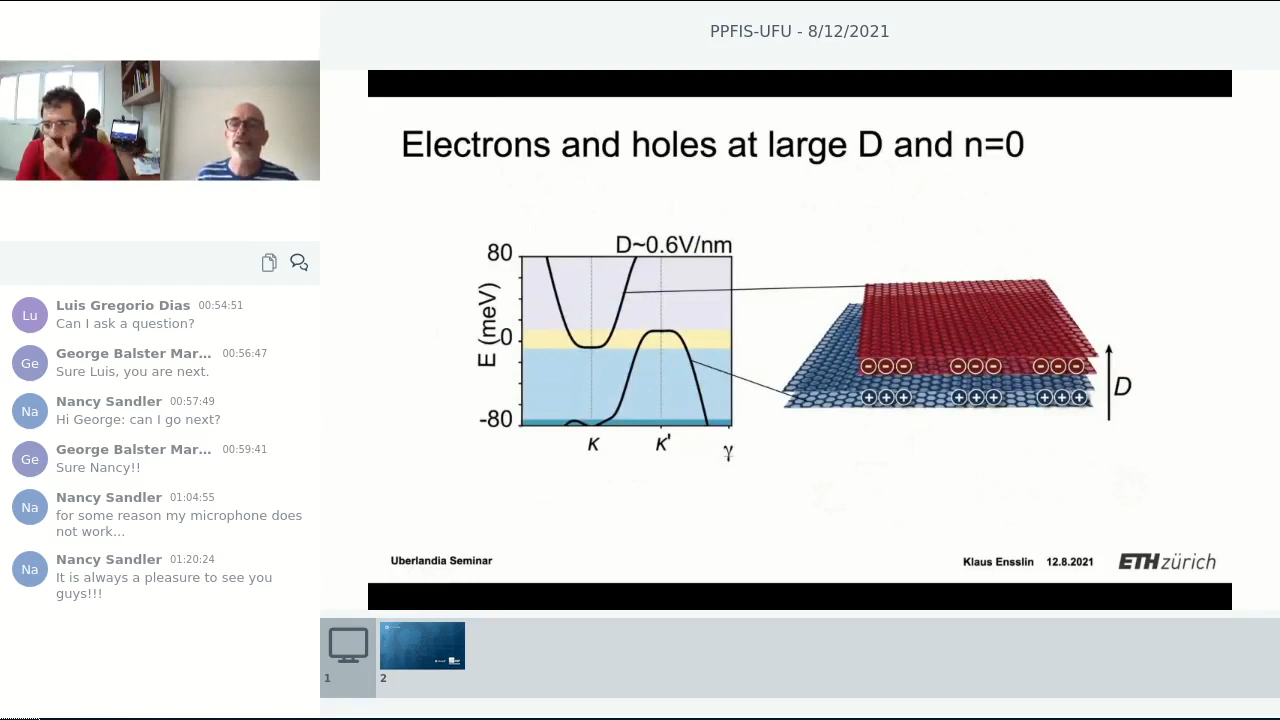 PPFIS-UFU - 8/12/2021
Lu
Luis Gregorio Dias 00:54:51
Can I ask a question?
Ge
George Balster Mar... 00:56:47
Sure Luis, you are next.
Na
Nancy Sandler 00:57:49
Hi George: can I go next?
Ge
George Balster Mar... 00:59:41
Sure Nancy!!
Na
Nancy Sandler 01:04:55
for some reason my microphone does
not work...
Na
Nancy Sandler 01:20:24
It is always a pleasure to see you
guys!!!
Electrons and holes at large D and n=0
D~0.6V/nm
80
0
-80
E (meV)
κ κ' γ
D
Uberlandia Seminar
Klaus Ensslin 12.8.2021
ETH zürich
1
2